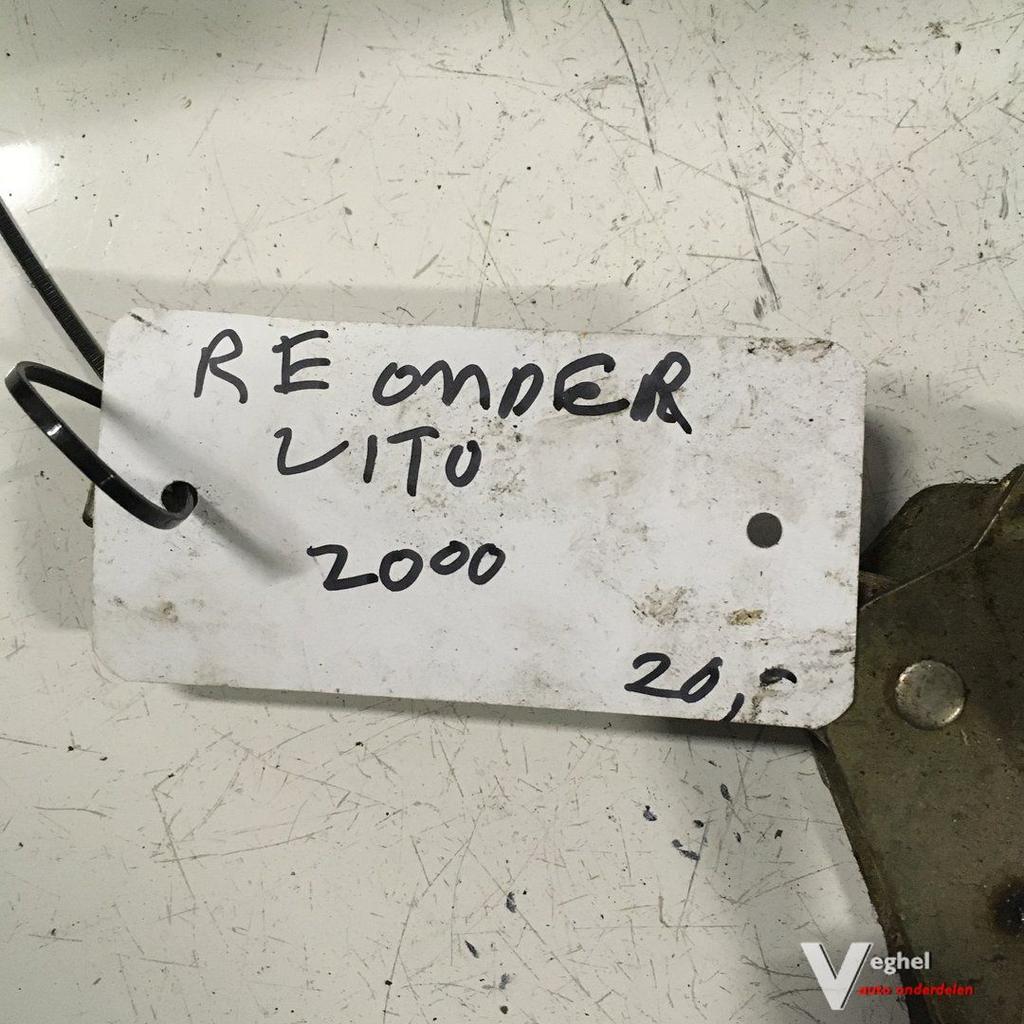 RE ONDER
VITO
2000
20,-
Veghel
auto onderdelen